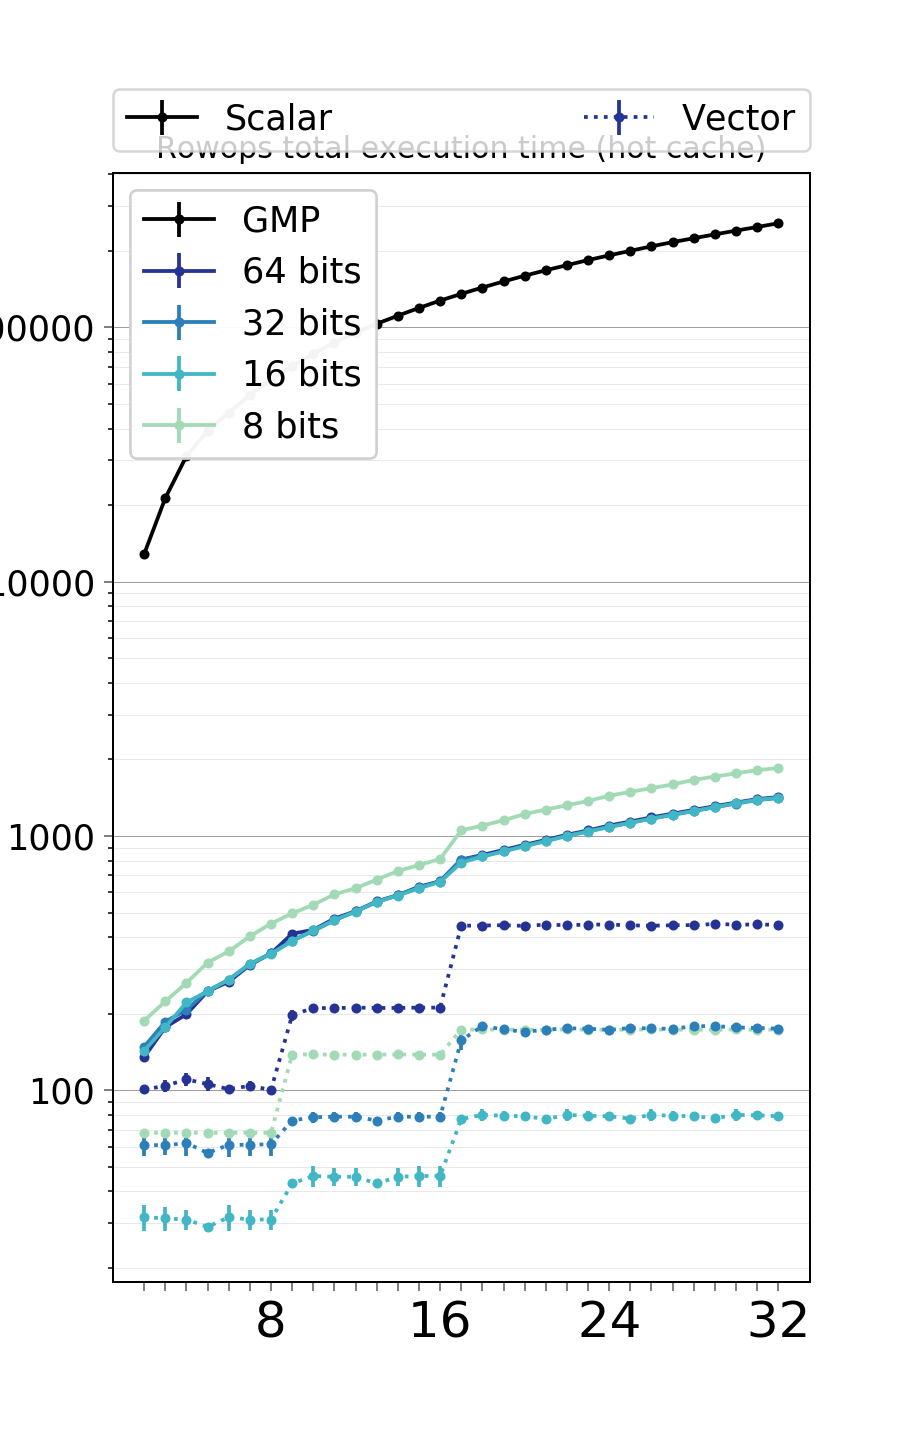 Scalar Vector
Rowops total execution time (hot cache)
GMP
64 bits
32 bits
16 bits
8 bits
1000
100
8 16 24 32